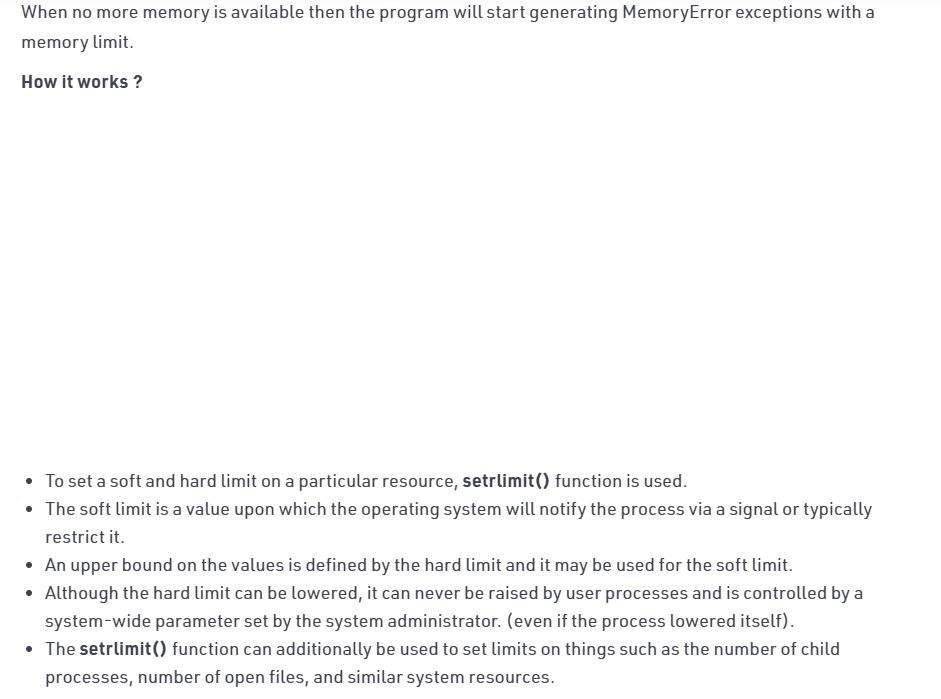 When no more memory is available then the program will start generating MemoryError exceptions with a
memory limit.
How it works ?
• To set a soft and hard limit on a particular resource, setrlimit() function is used.
• The soft limit is a value upon which the operating system will notify the process via a signal or typically
restrict it.
• An upper bound on the values is defined by the hard limit and it may be used for the soft limit.
• Although the hard limit can be lowered, it can never be raised by user processes and is controlled by a
system-wide parameter set by the system administrator. (even if the process lowered itself).
• The setrlimit() function can additionally be used to set limits on things such as the number of child
processes, number of open files, and similar system resources.